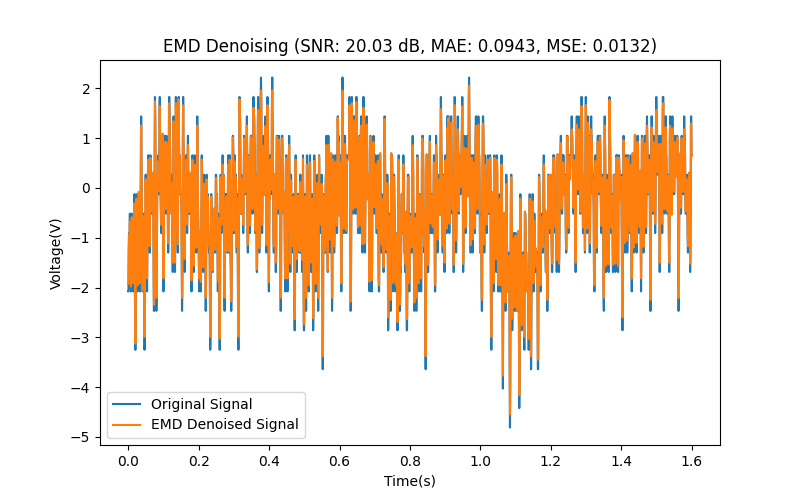 EMD Denoising (SNR: 20.03 dB, MAE: 0.0943, MSE: 0.0132)
Voltage(V)
2
1
0
−1
−2
−3
−4
−5
Original Signal
EMD Denoised Signal
0.0 0.2 0.4 0.6 0.8 1.0 1.2 1.4 1.6
Time(s)